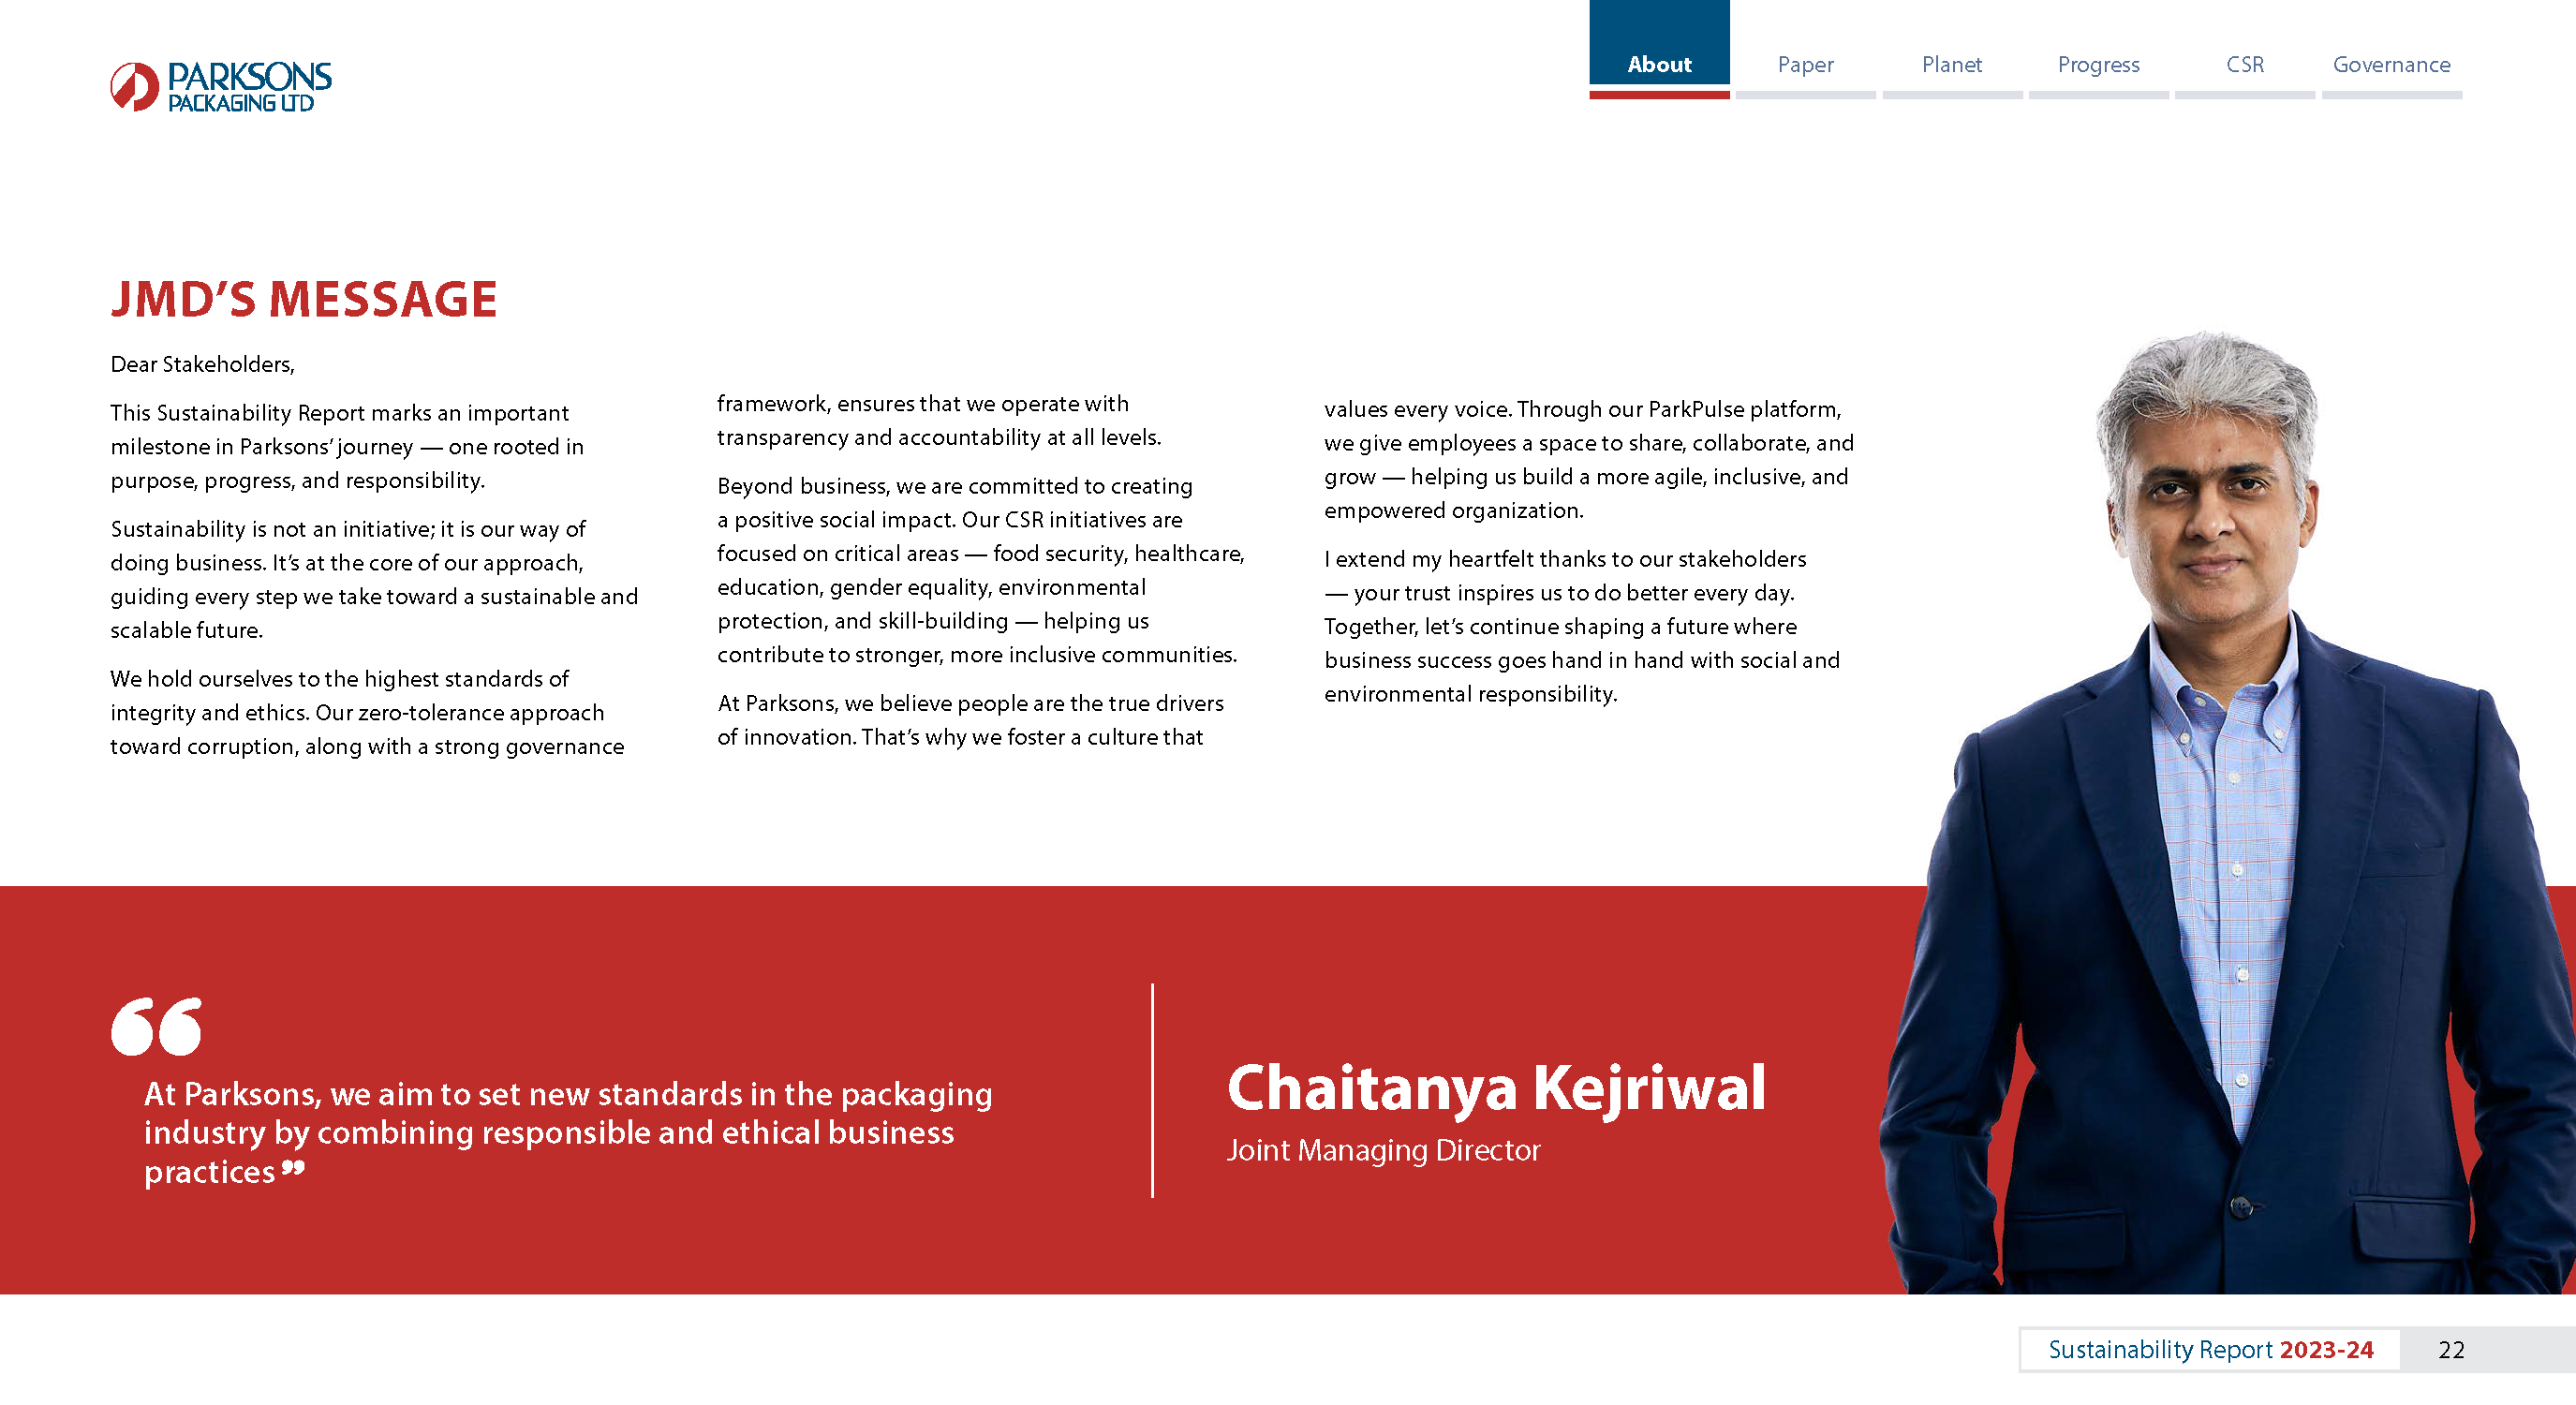 PARKSONS
PACKAGING LTD
About
Paper
Planet
Progress
CSR
Governance
JMD’S MESSAGE
Dear Stakeholders,
This Sustainability Report marks an important
milestone in Parksons’ journey — one rooted in
purpose, progress, and responsibility.
Sustainability is not an initiative; it is our way of
doing business. It’s at the core of our approach,
guiding every step we take toward a sustainable and
scalable future.
We hold ourselves to the highest standards of
integrity and ethics. Our zero-tolerance approach
toward corruption, along with a strong governance
framework, ensures that we operate with
transparency and accountability at all levels.
Beyond business, we are committed to creating
a positive social impact. Our CSR initiatives are
focused on critical areas — food security, healthcare,
education, gender equality, environmental
protection, and skill-building — helping us
contribute to stronger, more inclusive communities.
At Parksons, we believe people are the true drivers
of innovation. That’s why we foster a culture that
values every voice. Through our ParkPulse platform,
we give employees a space to share, collaborate, and
grow — helping us build a more agile, inclusive, and
empowered organization.
I extend my heartfelt thanks to our stakeholders
— your trust inspires us to do better every day.
Together, let’s continue shaping a future where
business success goes hand in hand with social and
environmental responsibility.
“
At Parksons, we aim to set new standards in the packaging
industry by combining responsible and ethical business
practices ”
Chaitanya Kejriwal
Joint Managing Director
Sustainability Report 2023-24
22